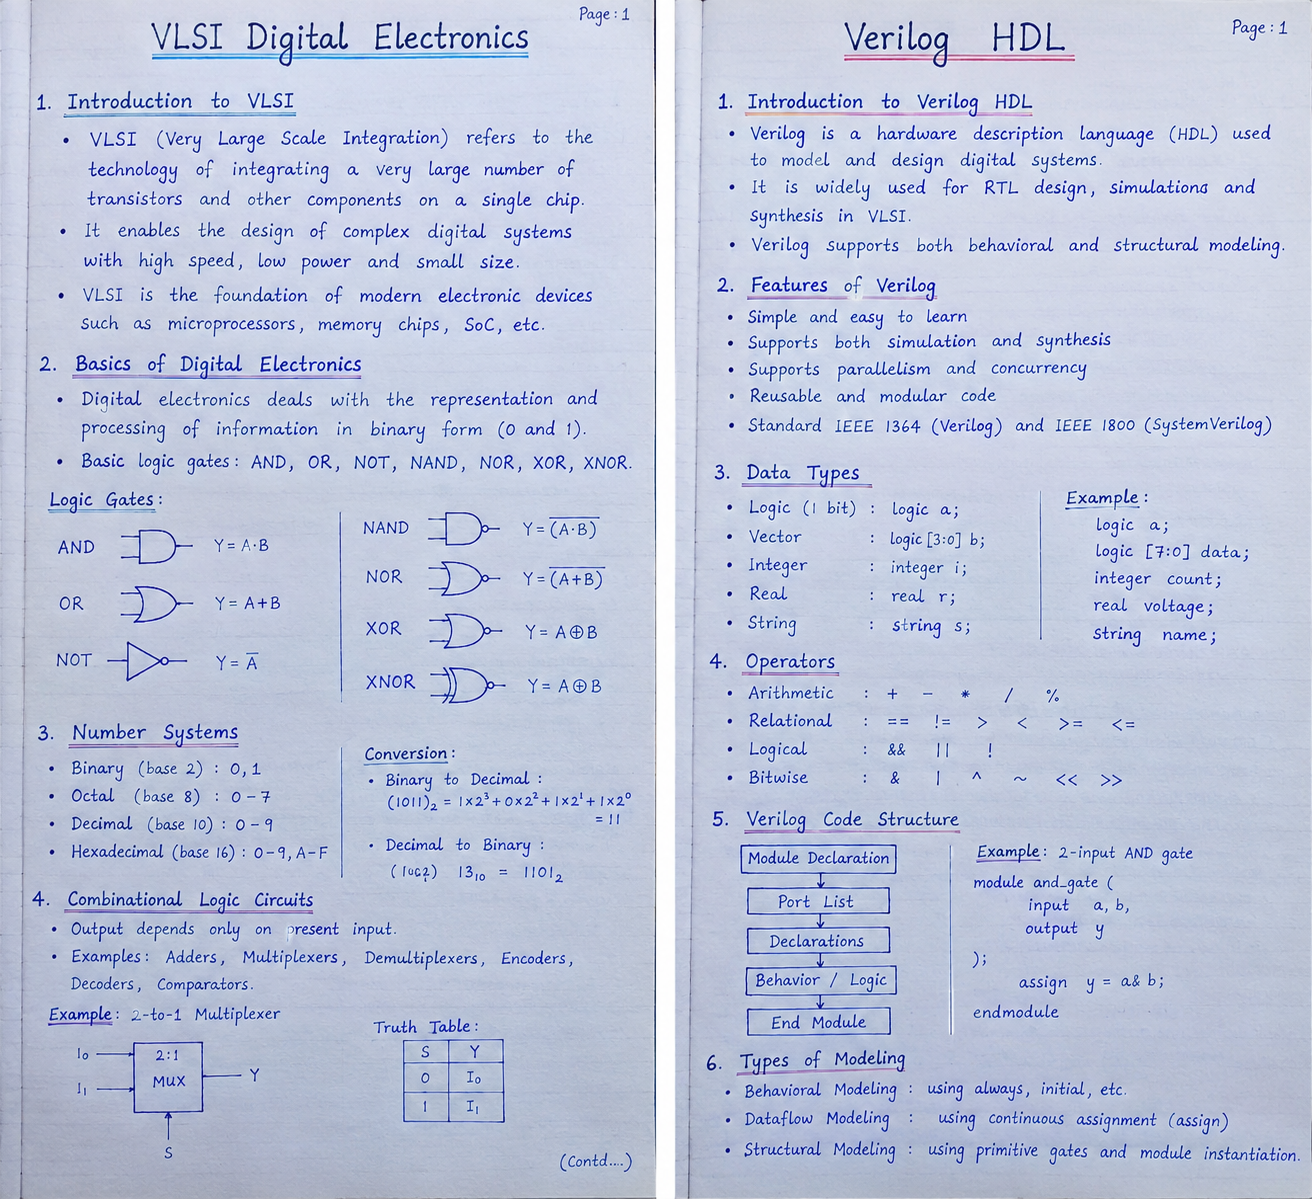 Page : 1
VLSI Digital Electronics
1. Introduction to VLSI
• VLSI (Very Large Scale Integration) refers to the
technology of integrating a very large number of
transistors and other components on a single chip.
• It enables the design of complex digital systems
with high speed, low power and small size.
• VLSI is the foundation of modern electronic devices
such as microprocessors, memory chips, SoC, etc.
2. Basics of Digital Electronics
• Digital electronics deals with the representation and
processing of information in binary form (0 and 1).
• Basic logic gates: AND, OR, NOT, NAND, NOR, XOR, XNOR.
Logic Gates:
AND Y = A·B
OR Y = A+B
NOT Y = A̅
NAND Y = (A·B)̅
NOR Y = (A+B)̅
XOR Y = A⊕B
XNOR Y = A⊕B
3. Number Systems
• Binary (base 2) : 0, 1
• Octal (base 8) : 0 – 7
• Decimal (base 10) : 0 – 9
• Hexadecimal (base 16) : 0–9, A–F
Conversion:
• Binary to Decimal :
(1011)₂ = 1×2³+0×2²+1×2¹+1×2⁰
= 11
• Decimal to Binary :
13₁₀ = 1101₂
4. Combinational Logic Circuits
• Output depends only on present input.
• Examples: Adders, Multiplexers, Demultiplexers, Encoders,
Decoders, Comparators.
Example: 2-to-1 Multiplexer
I₀
I₁
2:1
MUX
Y
S
Truth Table:
S Y
0 I₀
1 I₁
(Contd....)
Page : 1
Verilog HDL
1. Introduction to Verilog HDL
• Verilog is a hardware description language (HDL) used
to model and design digital systems.
• It is widely used for RTL design, simulations and
synthesis in VLSI.
• Verilog supports both behavioral and structural modeling.
2. Features of Verilog
• Simple and easy to learn
• Supports both simulation and synthesis
• Supports parallelism and concurrency
• Reusable and modular code
• Standard IEEE 1364 (Verilog) and IEEE 1800 (SystemVerilog)
3. Data Types
• Logic (1 bit) : logic a;
• Vector : logic [3:0] b;
• Integer : integer i;
• Real : real r;
• String : string s;
Example :
logic a;
logic [7:0] data;
integer count;
real voltage;
string name;
4. Operators
• Arithmetic : + - * / %
• Relational : == != > < >= <=
• Logical : && || !
• Bitwise : & | ^ ~ << >>
5. Verilog Code Structure
Module Declaration
Port List
Declarations
Behavior / Logic
End Module
Example: 2-input AND gate
module and_gate (
input a, b,
output y
);
assign y = a& b;
endmodule
6. Types of Modeling
• Behavioral Modeling : using always, initial, etc.
• Dataflow Modeling : using continuous assignment (assign)
• Structural Modeling : using primitive gates and module instantiation.